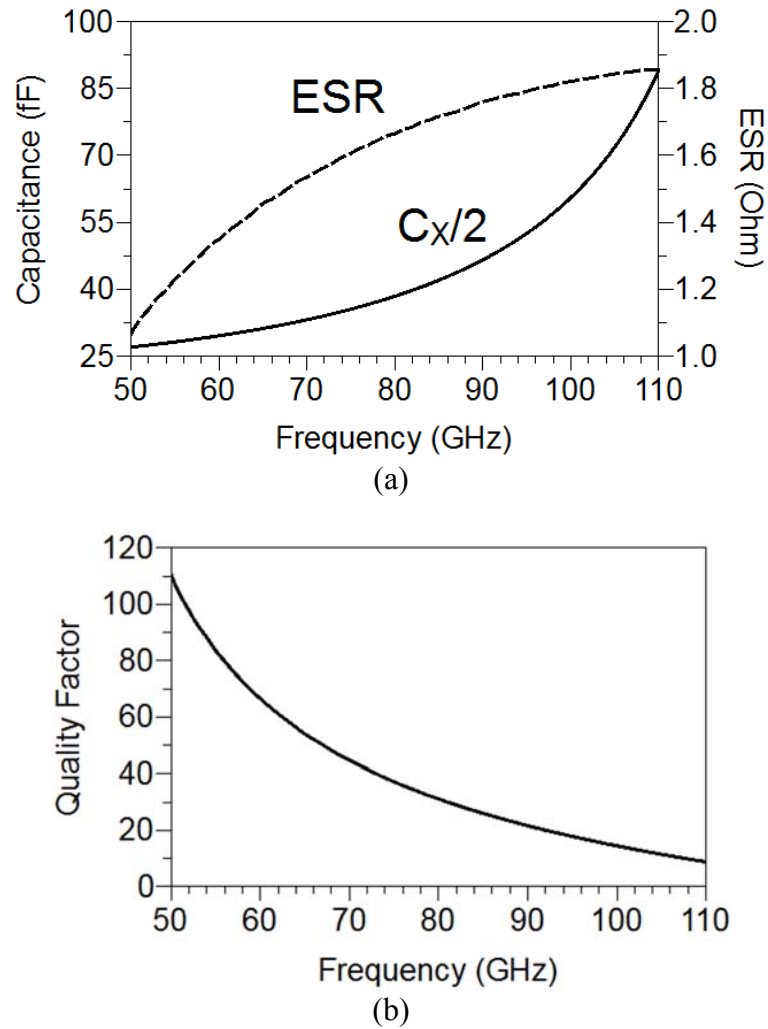 100
85
70
55
40
25
Capacitance (fF)
2.0
1.8
1.6
1.4
1.2
1.0
ESR (Ohm)
ESR
Cx/2
50 60 70 80 90 100 110
Frequency (GHz)
(a)
120
100
80
60
40
20
0
Quality Factor
50 60 70 80 90 100 110
Frequency (GHz)
(b)